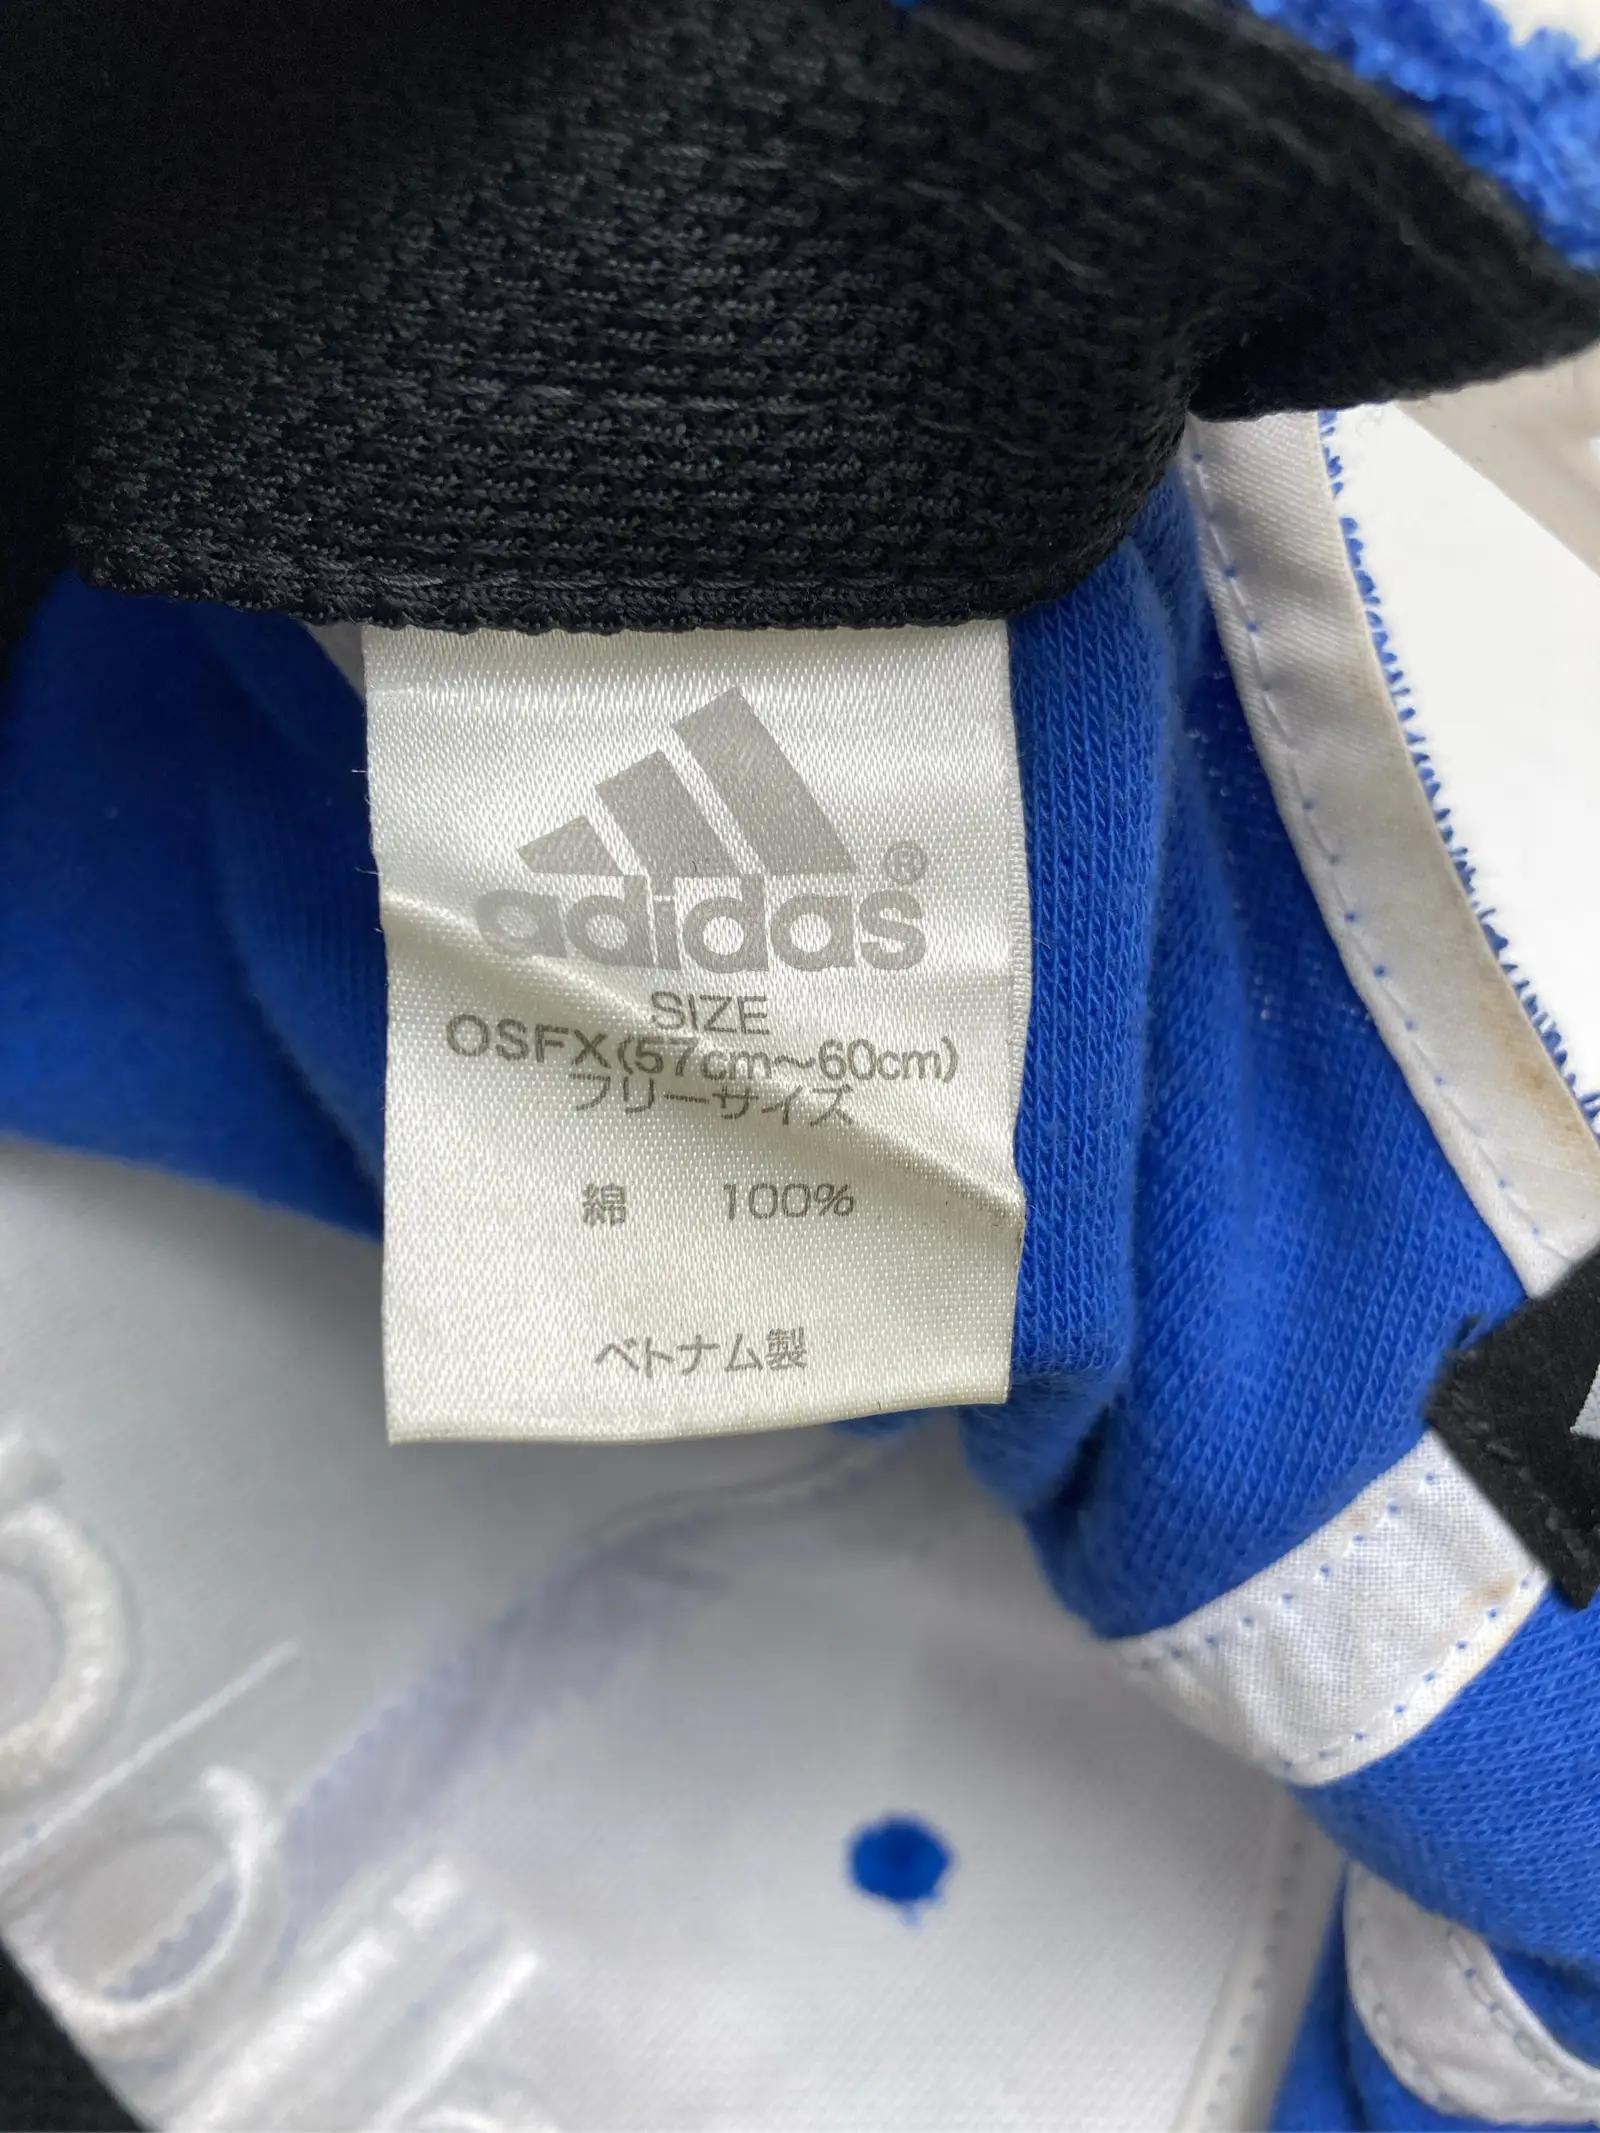 adidas®
SIZE
OSFX(57cm〜60cm)
フリーサイズ
綿 100%
ベトナム製